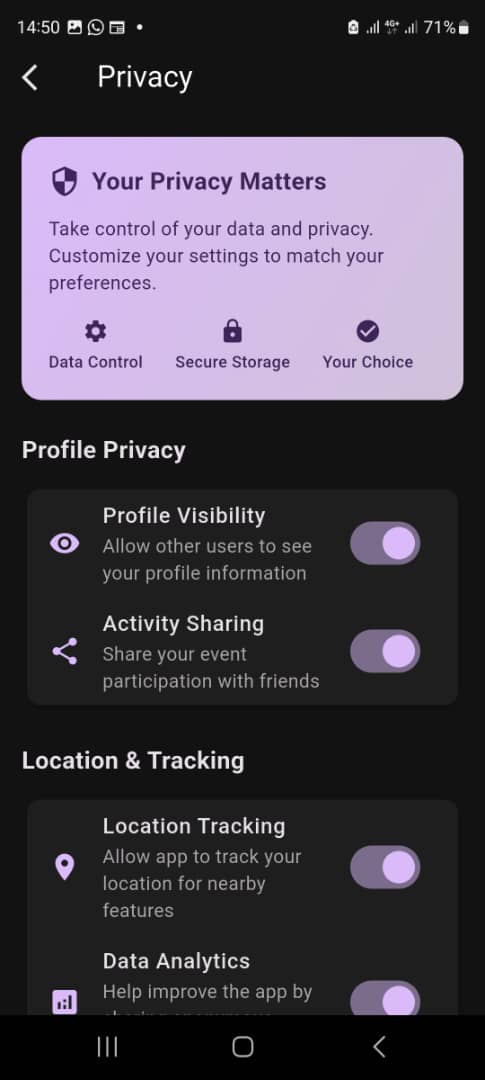 14:50
4G+
71%
Privacy
Your Privacy Matters
Take control of your data and privacy.
Customize your settings to match your
preferences.
Data Control Secure Storage Your Choice
Profile Privacy
Profile Visibility
Allow other users to see
your profile information
Activity Sharing
Share your event
participation with friends
Location & Tracking
Location Tracking
Allow app to track your
location for nearby
features
Data Analytics
Help improve the app by